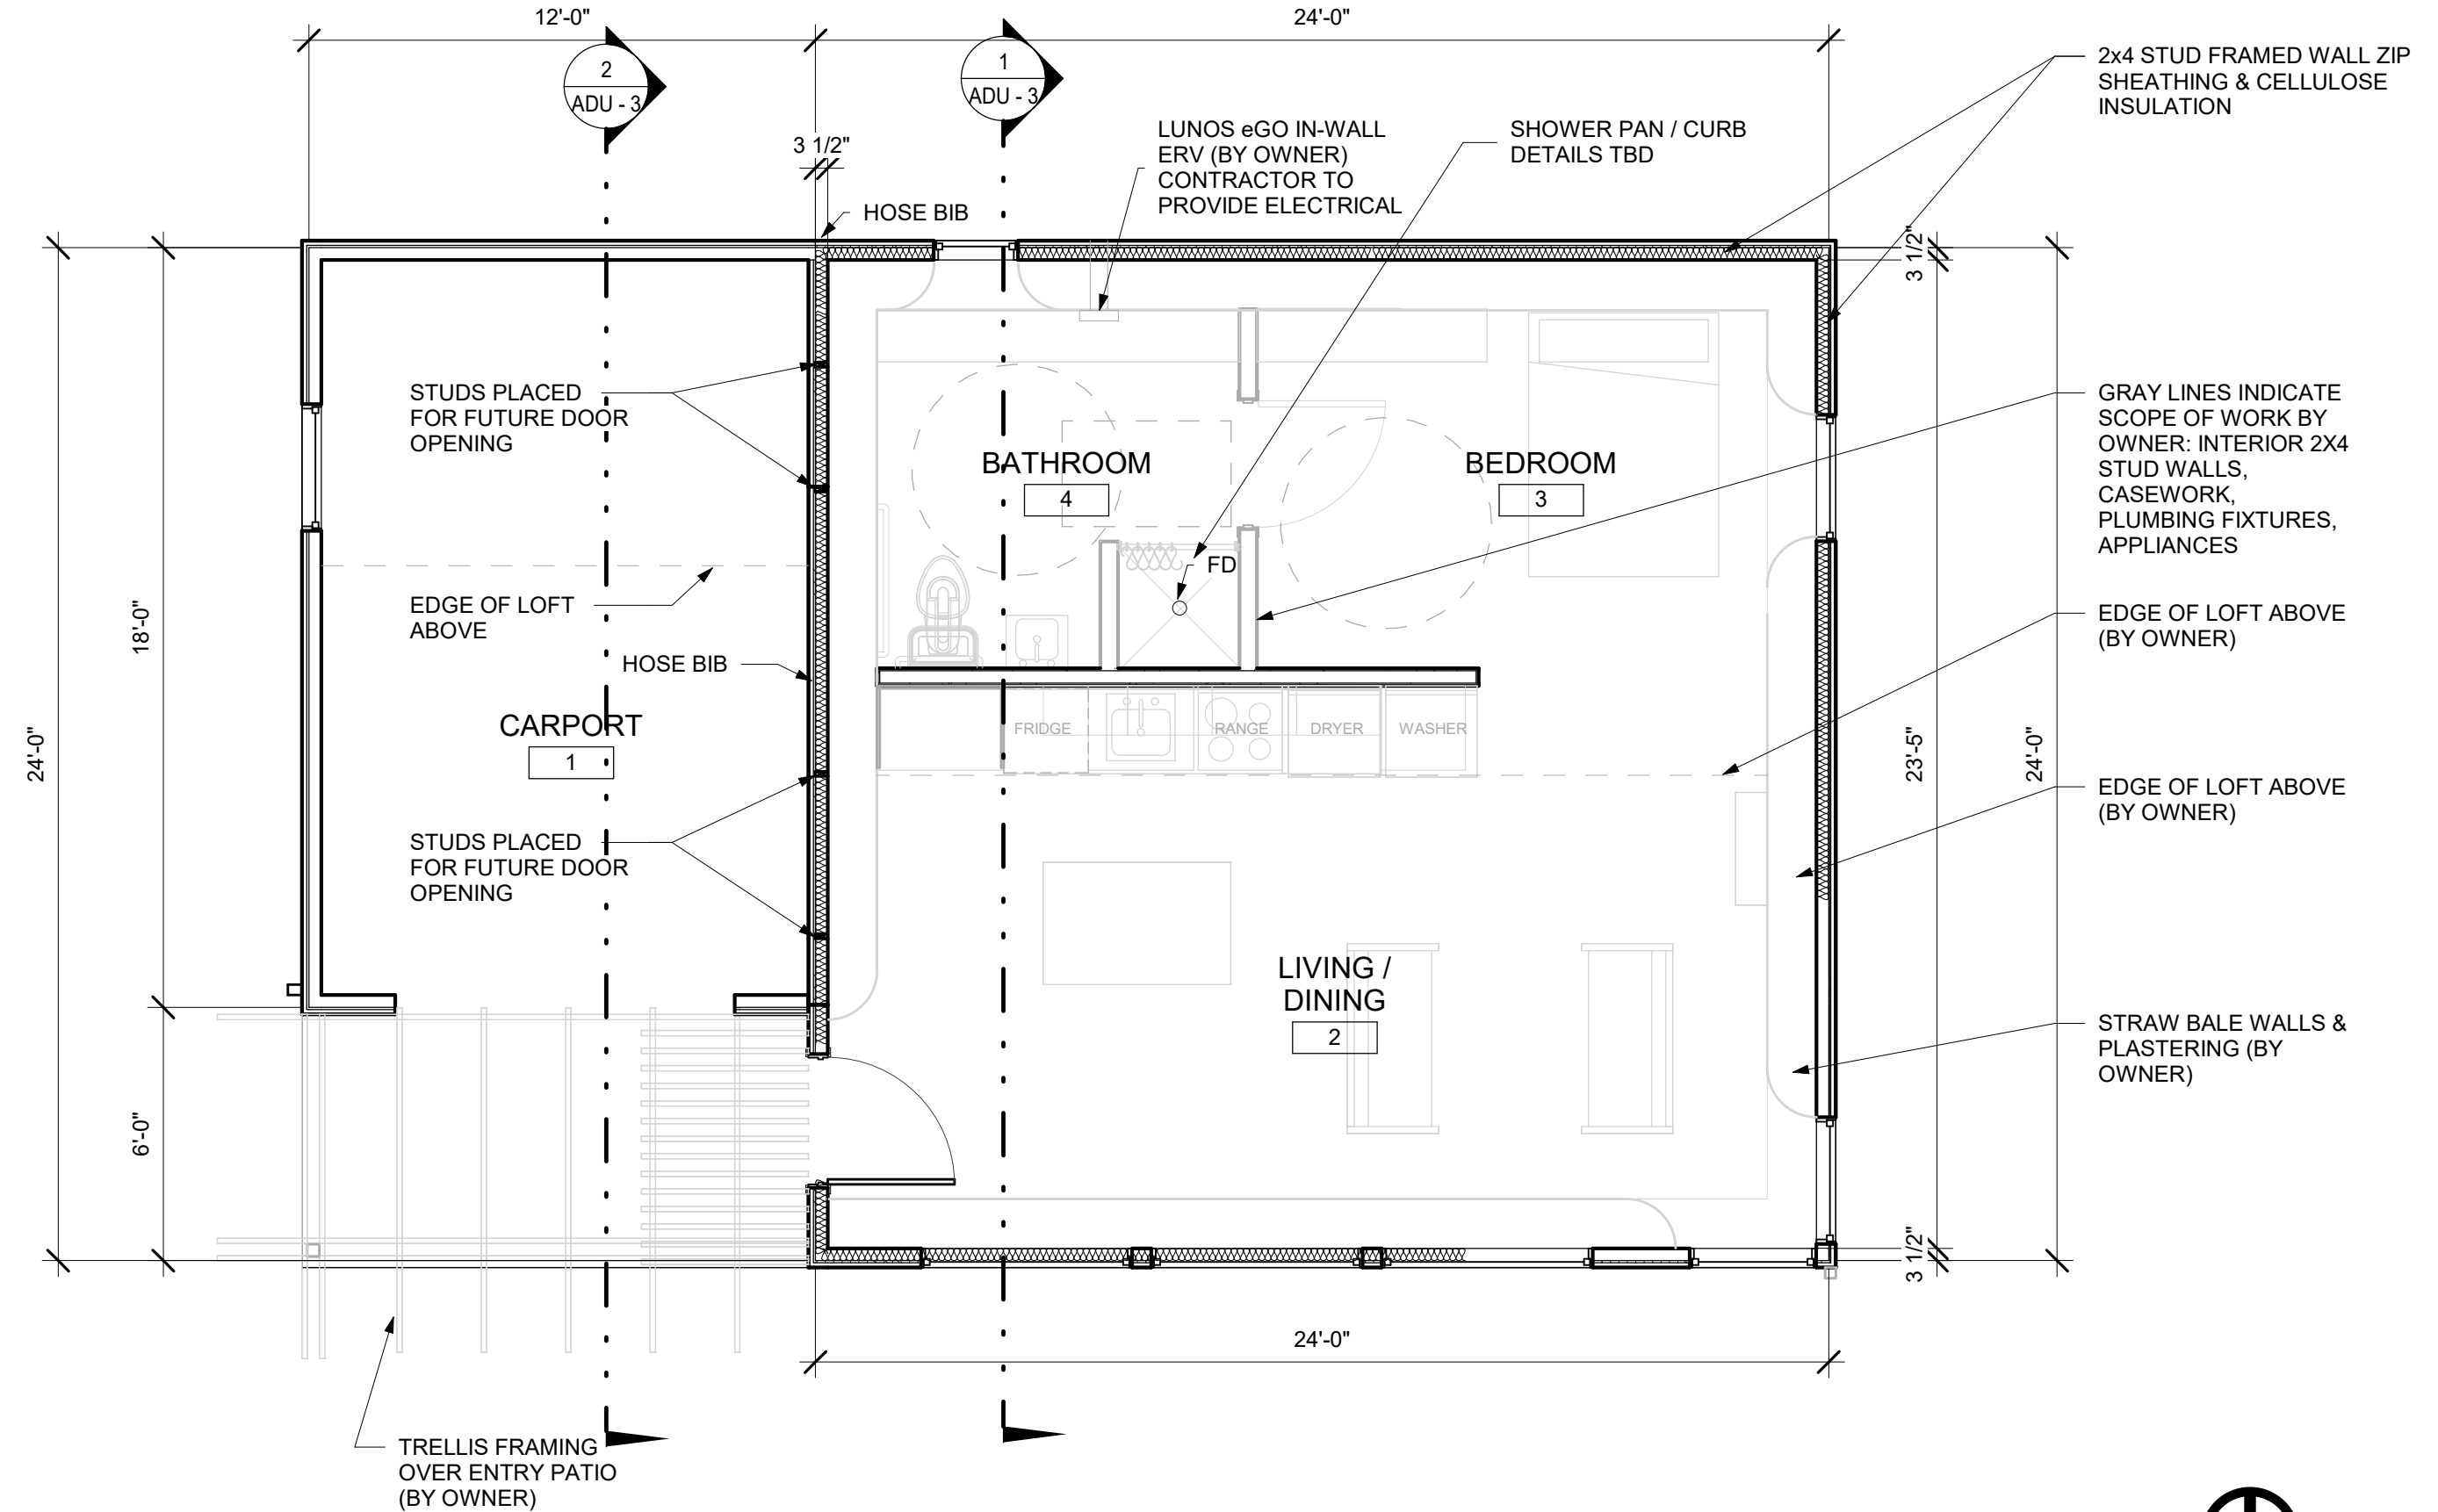 12'-0"
24'-0"
2
ADU - 3
1
ADU - 3
2x4 STUD FRAMED WALL ZIP
SHEATHING & CELLULOSE
INSULATION
3 1/2"
LUNOS eGO IN-WALL
ERV (BY OWNER)
CONTRACTOR TO
PROVIDE ELECTRICAL
SHOWER PAN / CURB
DETAILS TBD
HOSE BIB
3 1/2"
STUDS PLACED
FOR FUTURE DOOR
OPENING
GRAY LINES INDICATE
SCOPE OF WORK BY
OWNER: INTERIOR 2X4
STUD WALLS,
CASEWORK,
PLUMBING FIXTURES,
APPLIANCES
BATHROOM
4
BEDROOM
3
FD
EDGE OF LOFT
ABOVE
18'-0"
EDGE OF LOFT ABOVE
(BY OWNER)
HOSE BIB
CARPORT
1
FRIDGE
RANGE
DRYER
WASHER
24'-0"
23'-5"
24'-0"
EDGE OF LOFT ABOVE
(BY OWNER)
STUDS PLACED
FOR FUTURE DOOR
OPENING
LIVING /
DINING
2
STRAW BALE WALLS &
PLASTERING (BY
OWNER)
6'-0"
3 1/2"
24'-0"
TRELLIS FRAMING
OVER ENTRY PATIO
(BY OWNER)